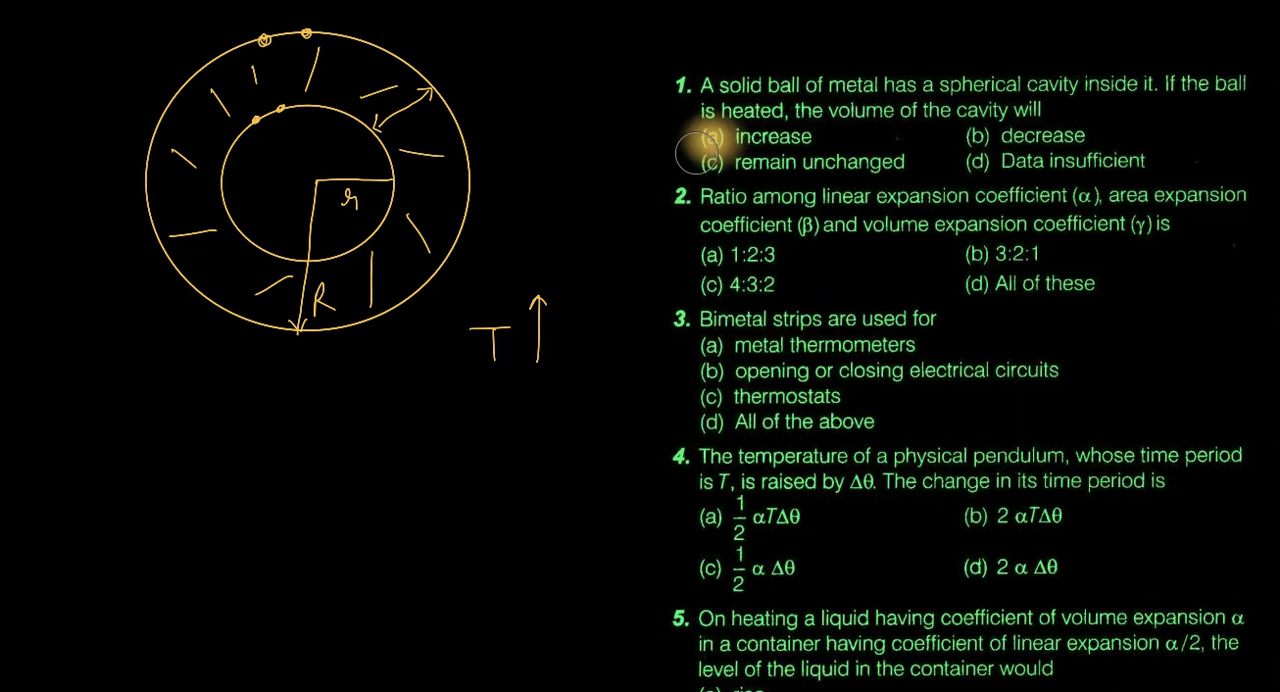 r
R
T ↑
1. A solid ball of metal has a spherical cavity inside it. If the ball
is heated, the volume of the cavity will
(a) increase (b) decrease
(c) remain unchanged (d) Data insufficient
2. Ratio among linear expansion coefficient (α), area expansion
coefficient (β) and volume expansion coefficient (γ) is
(a) 1:2:3 (b) 3:2:1
(c) 4:3:2 (d) All of these
3. Bimetal strips are used for
(a) metal thermometers
(b) opening or closing electrical circuits
(c) thermostats
(d) All of the above
4. The temperature of a physical pendulum, whose time period
is T, is raised by Δθ. The change in its time period is
(a) 1/2 αTΔθ (b) 2 αTΔθ
(c) 1/2 α Δθ (d) 2 α Δθ
5. On heating a liquid having coefficient of volume expansion α
in a container having coefficient of linear expansion α/2, the
level of the liquid in the container would